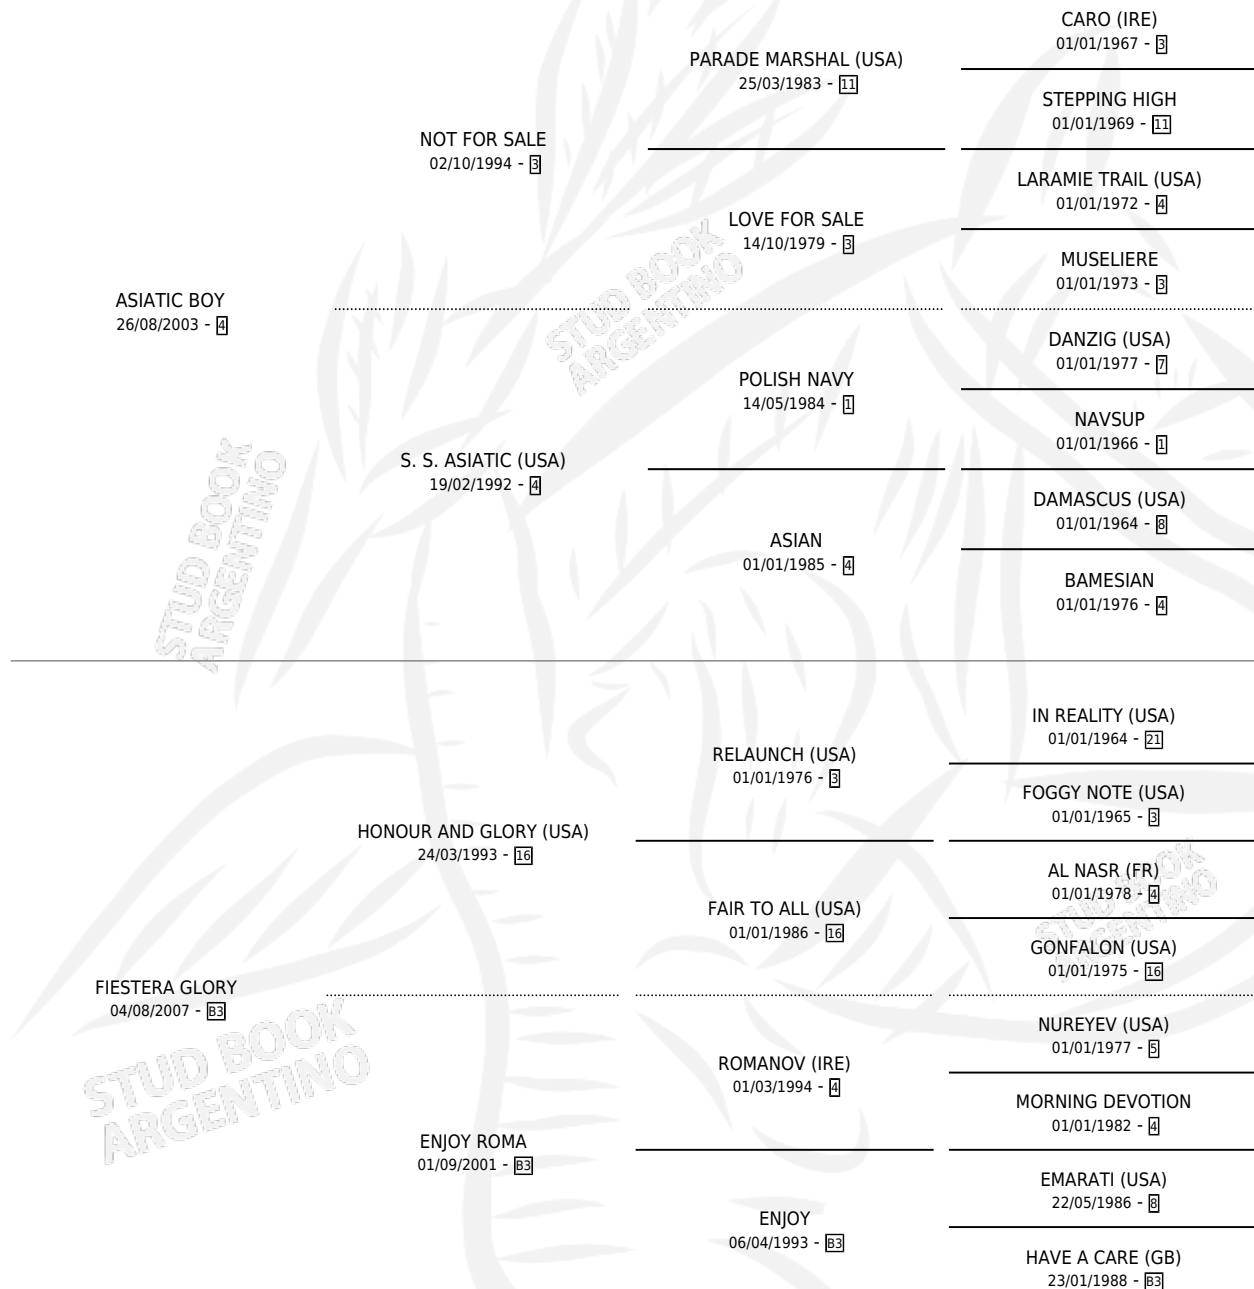 CARO (IRE)
01/01/1967 - 3
PARADE MARSHAL (USA)
25/03/1983 - 11
STEPPING HIGH
01/01/1969 - 11
NOT FOR SALE
02/10/1994 - 3
LARAMIE TRAIL (USA)
01/01/1972 - 4
LOVE FOR SALE
14/10/1979 - 3
MUSELIERE
01/01/1973 - 3
ASIATIC BOY
26/08/2003 - 4
STUD BOOK
ARGENTINO
DANZIG (USA)
01/01/1977 - 7
POLISH NAVY
14/05/1984 - 1
NAVSUP
01/01/1966 - 1
S. S. ASIATIC (USA)
19/02/1992 - 4
DAMASCUS (USA)
01/01/1964 - 8
ASIAN
01/01/1985 - 4
BAMESIAN
01/01/1976 - 4
STUD BOOK
ARGENTINO
IN REALITY (USA)
01/01/1964 - 21
RELAUNCH (USA)
01/01/1976 - 3
FOGGY NOTE (USA)
01/01/1965 - 3
HONOUR AND GLORY (USA)
24/03/1993 - 16
AL NASR (FR)
01/01/1978 - 4
FAIR TO ALL (USA)
01/01/1986 - 16
GONFALON (USA)
01/01/1975 - 16
STUD BOOK
ARGENTINO
FIESTERA GLORY
04/08/2007 - B3
NUREYEV (USA)
01/01/1977 - 5
ROMANOV (IRE)
01/03/1994 - 4
MORNING DEVOTION
01/01/1982 - 4
STUD BOOK
ARGENTINO
ENJOY ROMA
01/09/2001 - B3
EMARATI (USA)
22/05/1986 - 8
ENJOY
06/04/1993 - B3
HAVE A CARE (GB)
23/01/1988 - B3